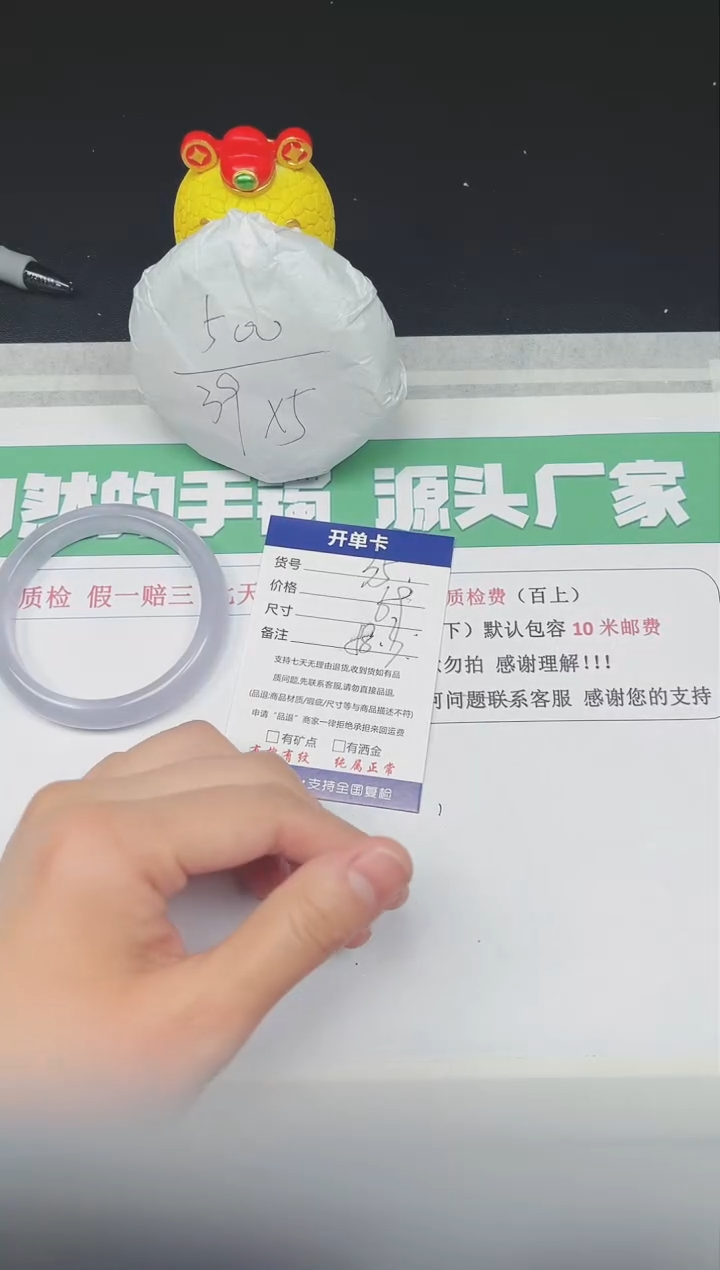 500
39 X5
然的手镯 源头厂家
质检 假一赔三 七天
质检费（百上）
下）默认包容 10 米邮费
勿拍 感谢理解!!!
问题联系客服 感谢您的支持
开单卡
货号 25.
价格
尺寸
备注
支持七天无理由退货,收到货如有品
质问题,先联系客服,请勿直接品退,
(品退:商品材质/瑕疵/尺寸等与商品描述不符)
申请“品退”商家一律拒绝承担来回运费
□有矿点 □有洒金
有纹 纯属正常
·支持全国复检